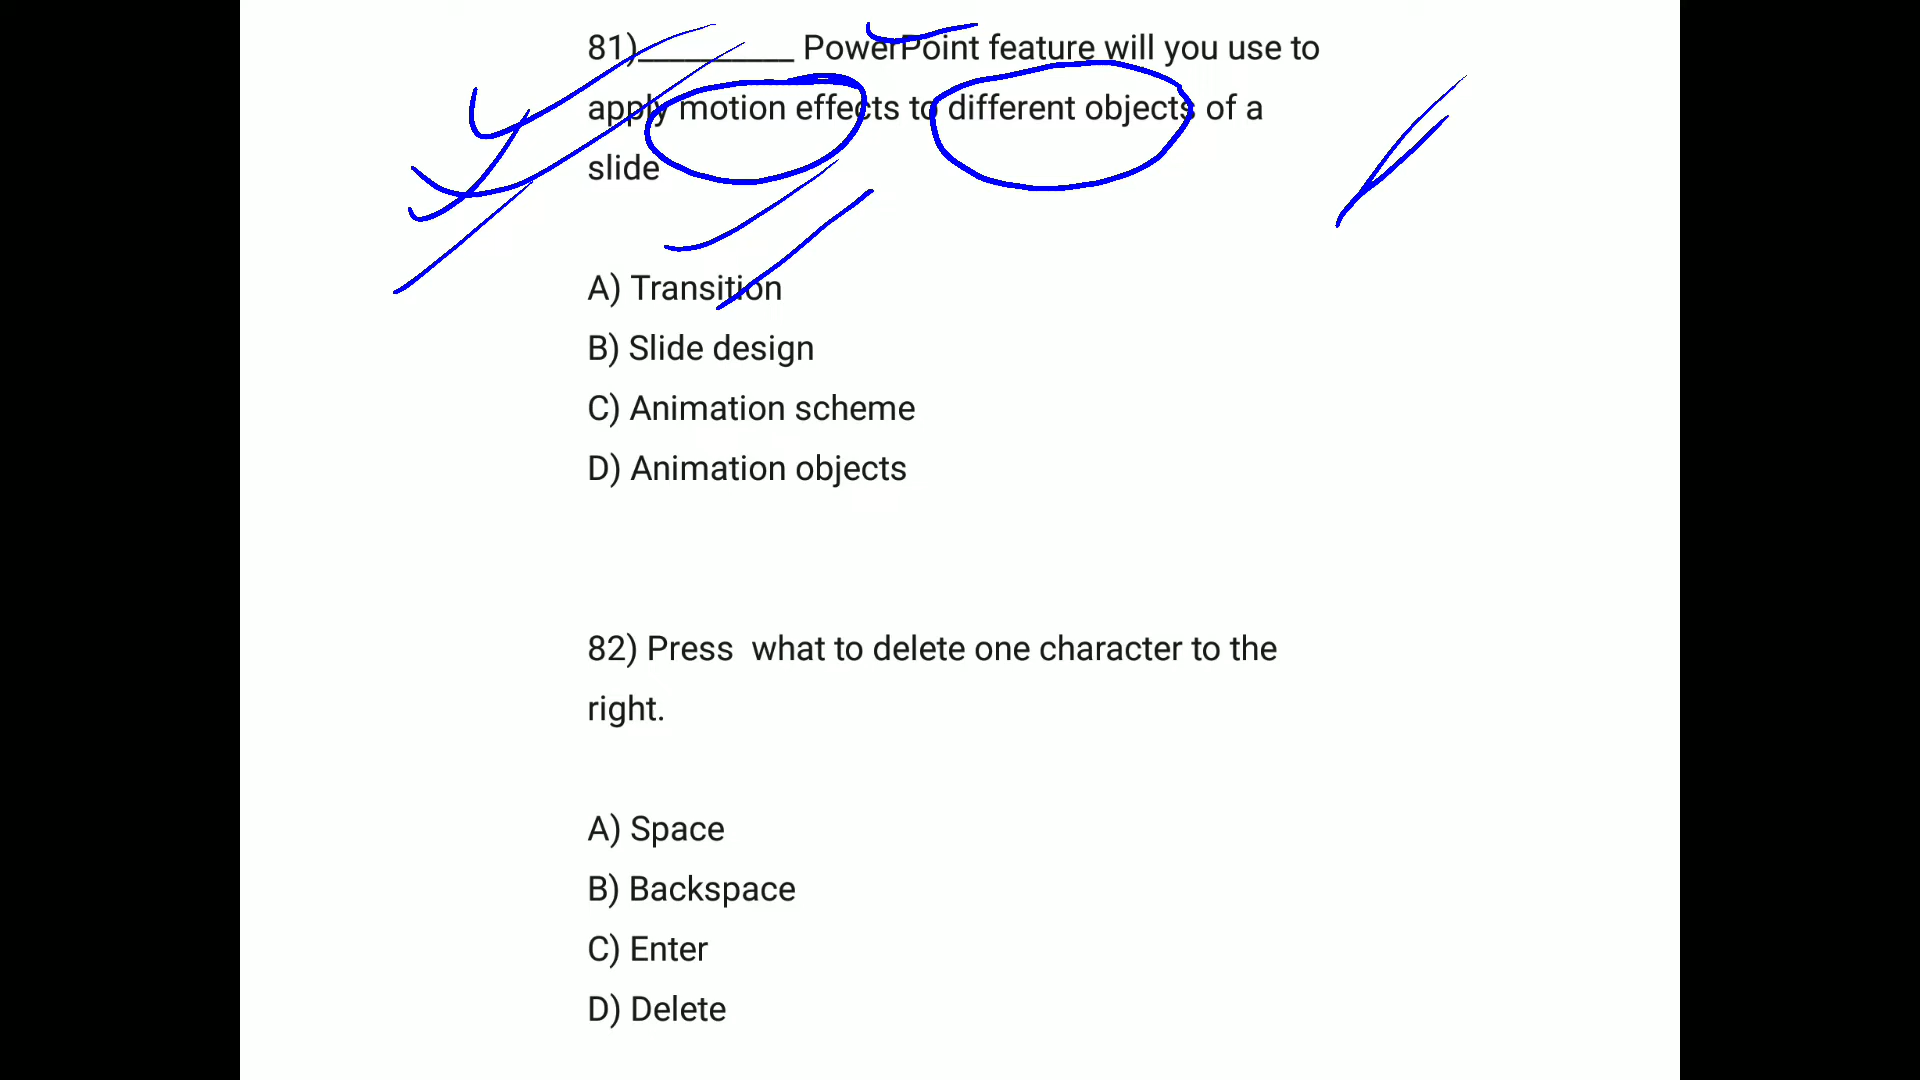 81)_________ PowerPoint feature will you use to
apply motion effects to different objects of a
slide
A) Transition
B) Slide design
C) Animation scheme
D) Animation objects
82) Press  what to delete one character to the
right.
A) Space
B) Backspace
C) Enter
D) Delete